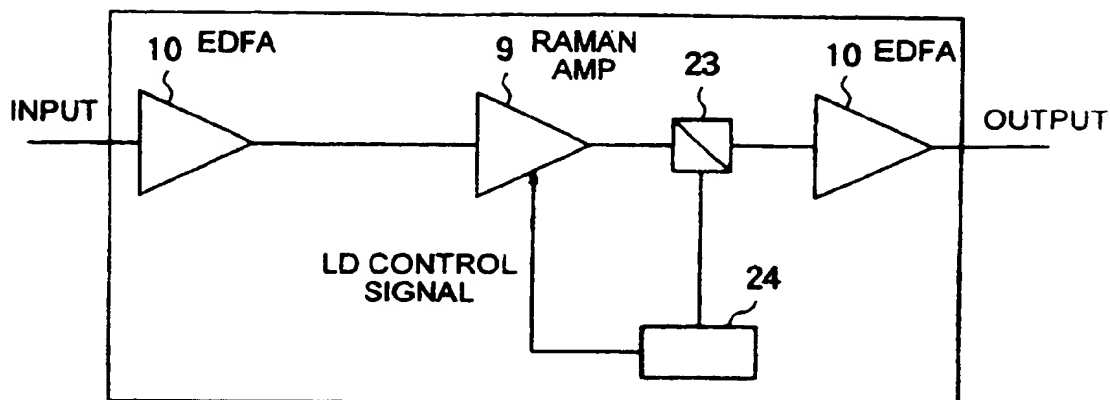 10 EDFA
9 RAMAN
AMP
23
10 EDFA
INPUT
OUTPUT
LD CONTROL
SIGNAL
24